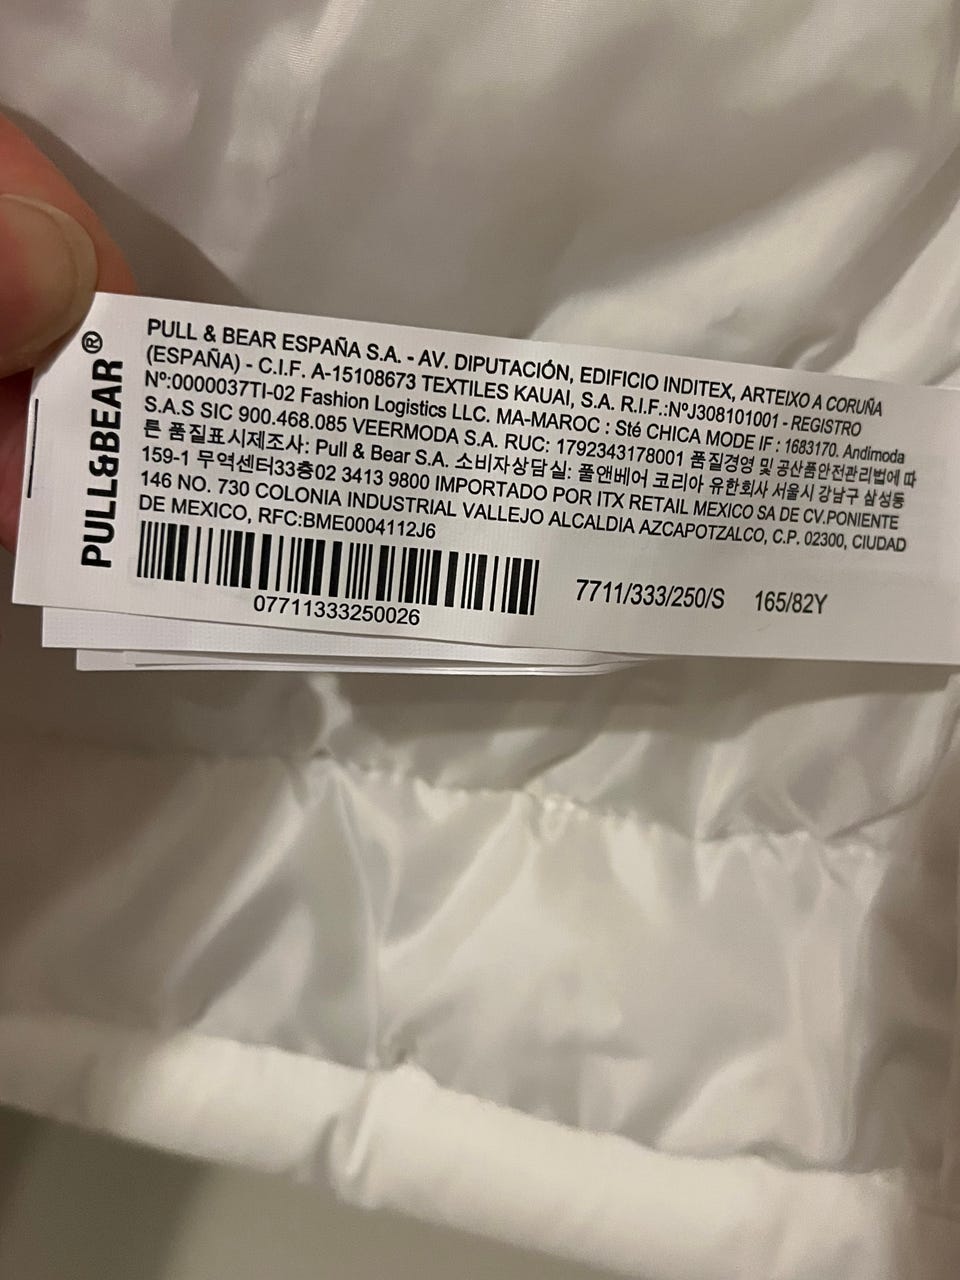 PULL&BEAR®
PULL & BEAR ESPAÑA S.A. - AV. DIPUTACIÓN, EDIFICIO INDITEX, ARTEIXO A CORUÑA
(ESPAÑA) - C.I.F. A-15108673 TEXTILES KAUAI, S.A. R.I.F.:NºJ308101001 - REGISTRO
Nº:0000037TI-02 Fashion Logistics LLC. MA-MAROC : Sté CHICA MODE IF : 1683170. Andimoda
S.A.S SIC 900.468.085 VEERMODA S.A. RUC: 1792343178001 품질경영 및 공산품안전관리법에 따
른 품질표시제조사: Pull & Bear S.A. 소비자상담실: 풀앤베어 코리아 유한회사 서울시 강남구 삼성동
159-1 무역센터33층02 3413 9800 IMPORTADO POR ITX RETAIL MEXICO SA DE CV.PONIENTE
146 NO. 730 COLONIA INDUSTRIAL VALLEJO ALCALDIA AZCAPOTZALCO, C.P. 02300, CIUDAD
DE MEXICO, RFC:BME0004112J6
07711333250026
7711/333/250/S 165/82Y